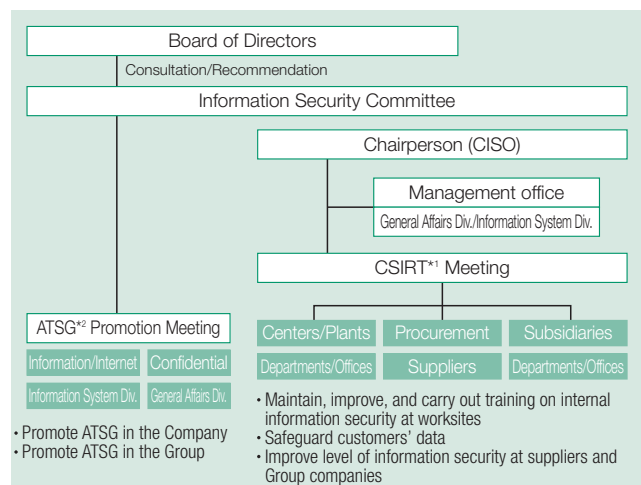 Board of Directors
Consultation/Recommendation
Information Security Committee
Chairperson (CISO)
Management office
General Affairs Div./Information System Div.
CSIRT*1 Meeting
ATSG*2 Promotion Meeting
Information/Internet
Confidential
Information System Div.
General Affairs Div.
・Promote ATSG in the Company
・Promote ATSG in the Group
Centers/Plants
Procurement
Subsidiaries
Departments/Offices
Suppliers
Departments/Offices
・Maintain, improve, and carry out training on internal
information security at worksites
・Safeguard customers' data
・Improve level of information security at suppliers and
Group companies